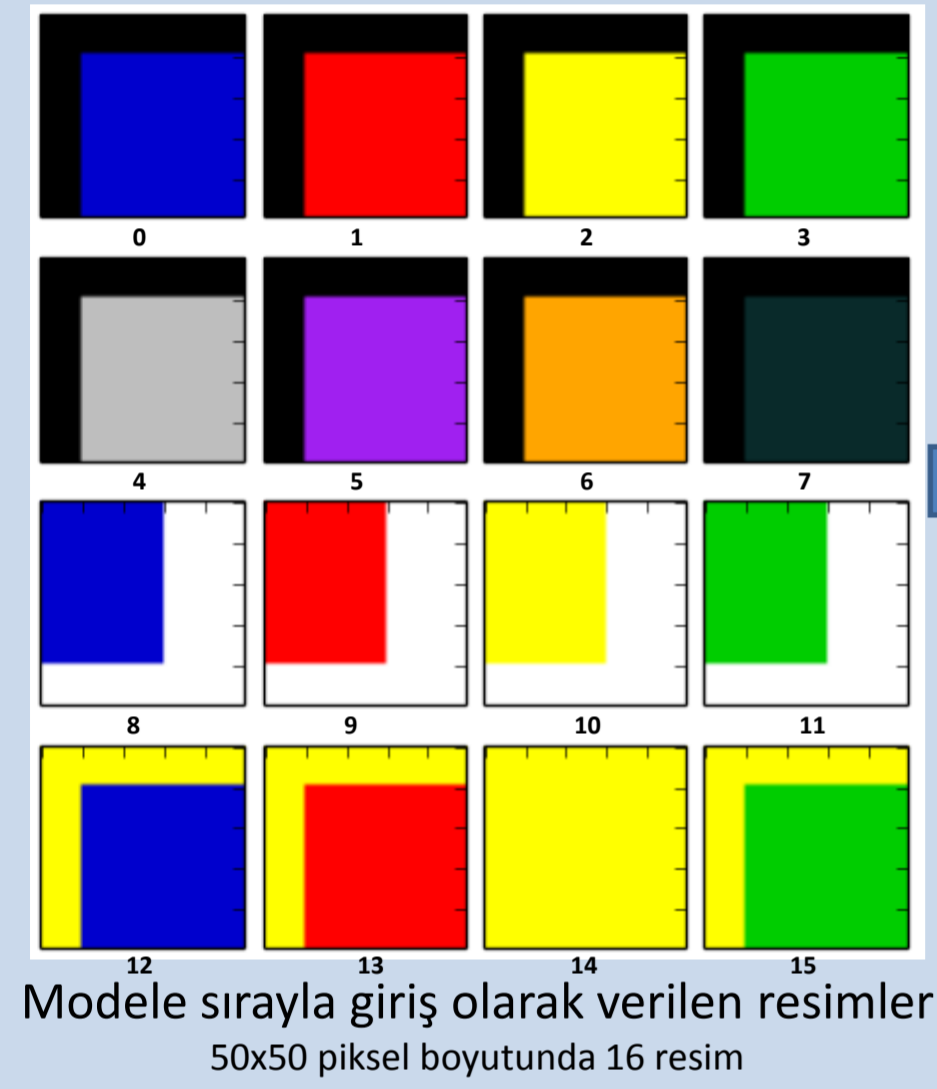 0 1 2 3
4 5 6 7
8 9 10 11
12 13 14 15
Modele sırayla giriş olarak verilen resimler
50x50 piksel boyutunda 16 resim